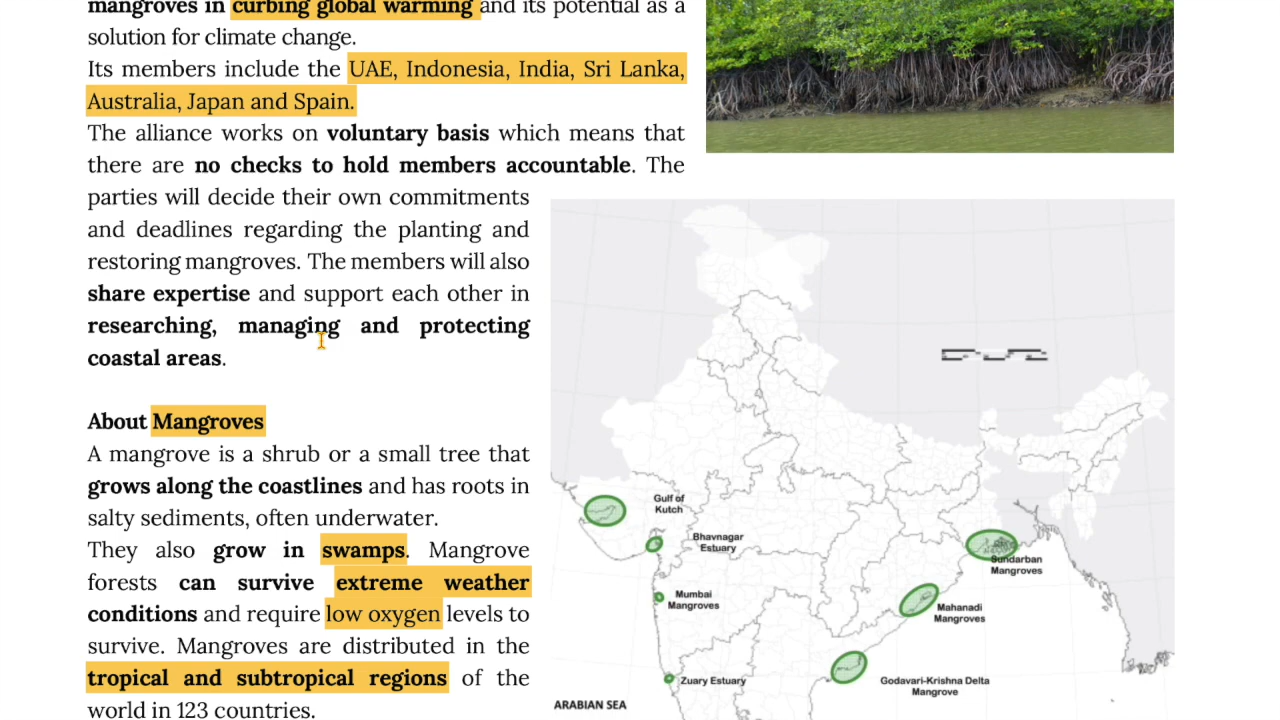 mangroves in curbing global warming and its potential as a
solution for climate change.
Its members include the UAE, Indonesia, India, Sri Lanka,
Australia, Japan and Spain.
The alliance works on voluntary basis which means that
there are no checks to hold members accountable. The
parties will decide their own commitments
and deadlines regarding the planting and
restoring mangroves. The members will also
share expertise and support each other in
researching, managing and protecting
coastal areas.
About Mangroves
A mangrove is a shrub or a small tree that
grows along the coastlines and has roots in
salty sediments, often underwater.
They also grow in swamps. Mangrove
forests can survive extreme weather
conditions and require low oxygen levels to
survive. Mangroves are distributed in the
tropical and subtropical regions of the
world in 123 countries.
Gulf of
Kutch
Bhavnagar
Estuary
Sundarban
Mangroves
Mumbai
Mangroves
Mahanadi
Mangroves
Zuary Estuary
Godavari-Krishna Delta
Mangrove
ARABIAN SEA